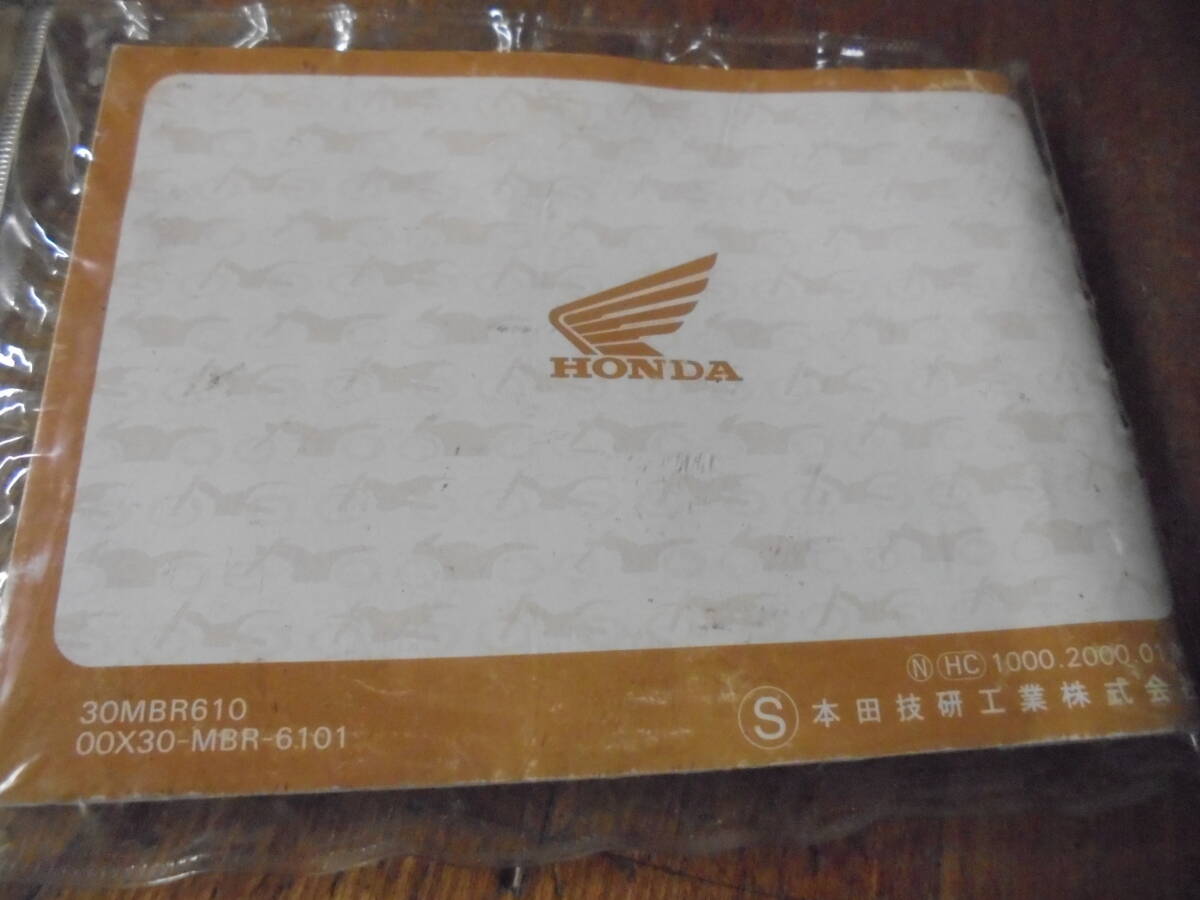 HONDA
30MBR610
00X30-MBR-6101
Ⓝ HC 1000.2000.01
Ⓢ 本田技研工業株式会